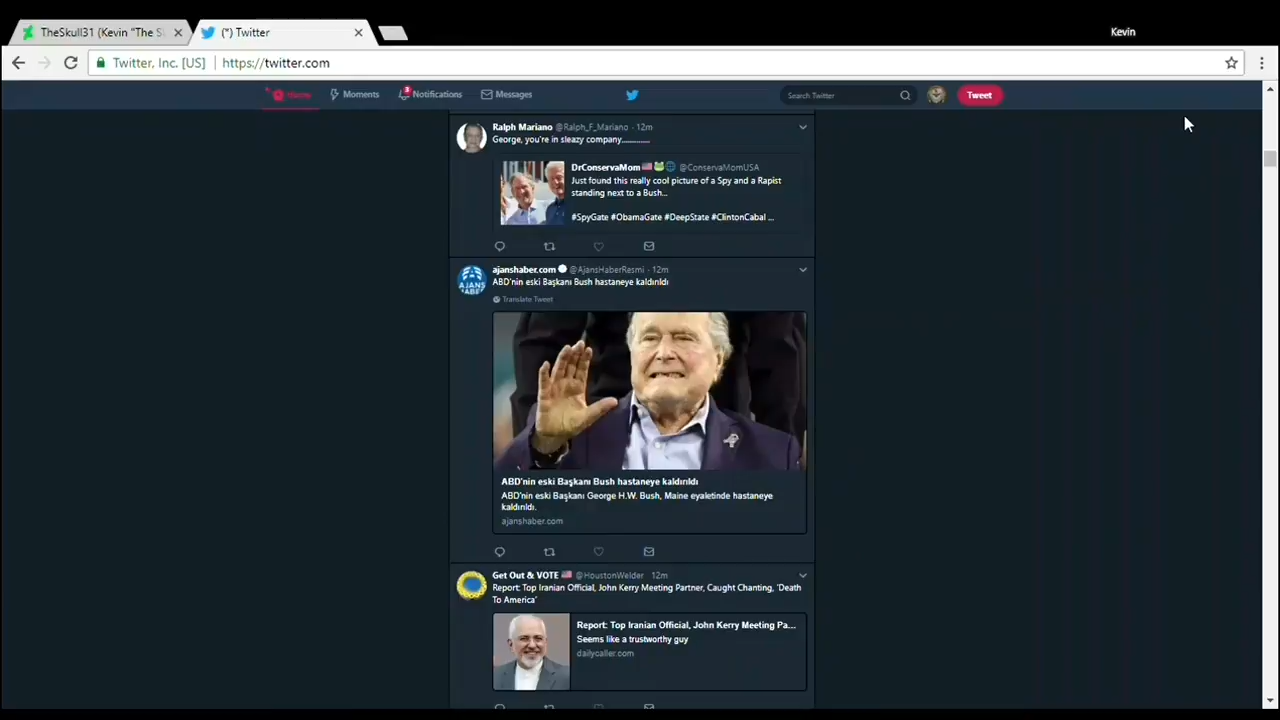 TheSkull31 (Kevin "The S
(*) Twitter
Kevin
Twitter, Inc. [US]
https://twitter.com
Home
Moments
3
Notifications
Messages
Search Twitter
Tweet
Ralph Mariano @Ralph_F_Mariano · 12m
George, you're in sleazy company.............
DrConservaMom @ConservaMomUSA
Just found this really cool picture of a Spy and a Rapist
standing next to a Bush...
#SpyGate #ObamaGate #DeepState #ClintonCabal ...
AJANS
HABER
ajanshaber.com @AjansHaberResmi · 12m
ABD'nin eski Başkanı Bush hastaneye kaldırıldı
Translate Tweet
ABD'nin eski Başkanı Bush hastaneye kaldırıldı
ABD'nin eski Başkanı George H.W. Bush, Maine eyaletinde hastaneye
kaldırıldı.
ajanshaber.com
Get Out & VOTE @HoustonWelder · 12m
Report: Top Iranian Official, John Kerry Meeting Partner, Caught Chanting, 'Death
To America'
Report: Top Iranian Official, John Kerry Meeting Pa...
Seems like a trustworthy guy
dailycaller.com